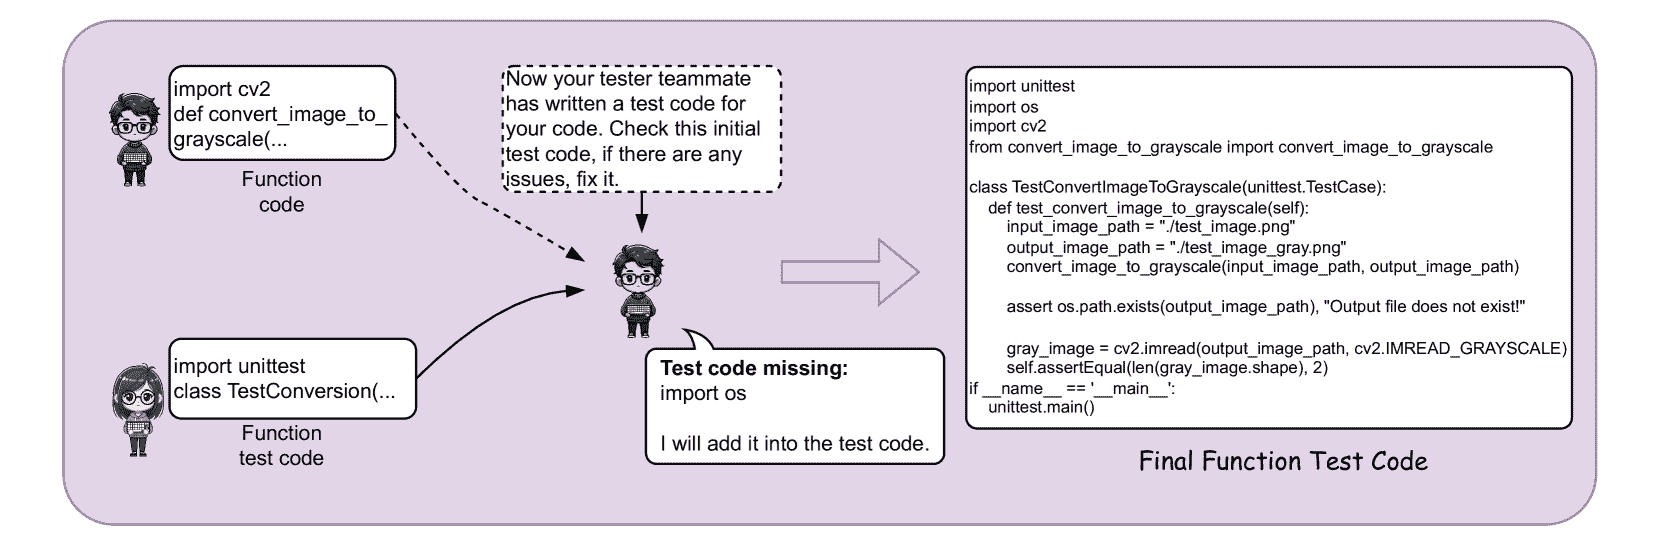 import cv2
def convert_image_to_
grayscale(...
Function
code
import unittest
class TestConversion(...
Function
test code
Now your tester teammate
has written a test code for
your code. Check this initial
test code, if there are any
issues, fix it.
Test code missing:
import os
I will add it into the test code.
import unittest
import os
import cv2
from convert_image_to_grayscale import convert_image_to_grayscale
class TestConvertImageToGrayscale(unittest.TestCase):
def test_convert_image_to_grayscale(self):
input_image_path = "./test_image.png"
output_image_path = "./test_image_gray.png"
convert_image_to_grayscale(input_image_path, output_image_path)
assert os.path.exists(output_image_path), "Output file does not exist!"
gray_image = cv2.imread(output_image_path, cv2.IMREAD_GRAYSCALE)
self.assertEqual(len(gray_image.shape), 2)
if __name__ == '__main__':
unittest.main()
Final Function Test Code